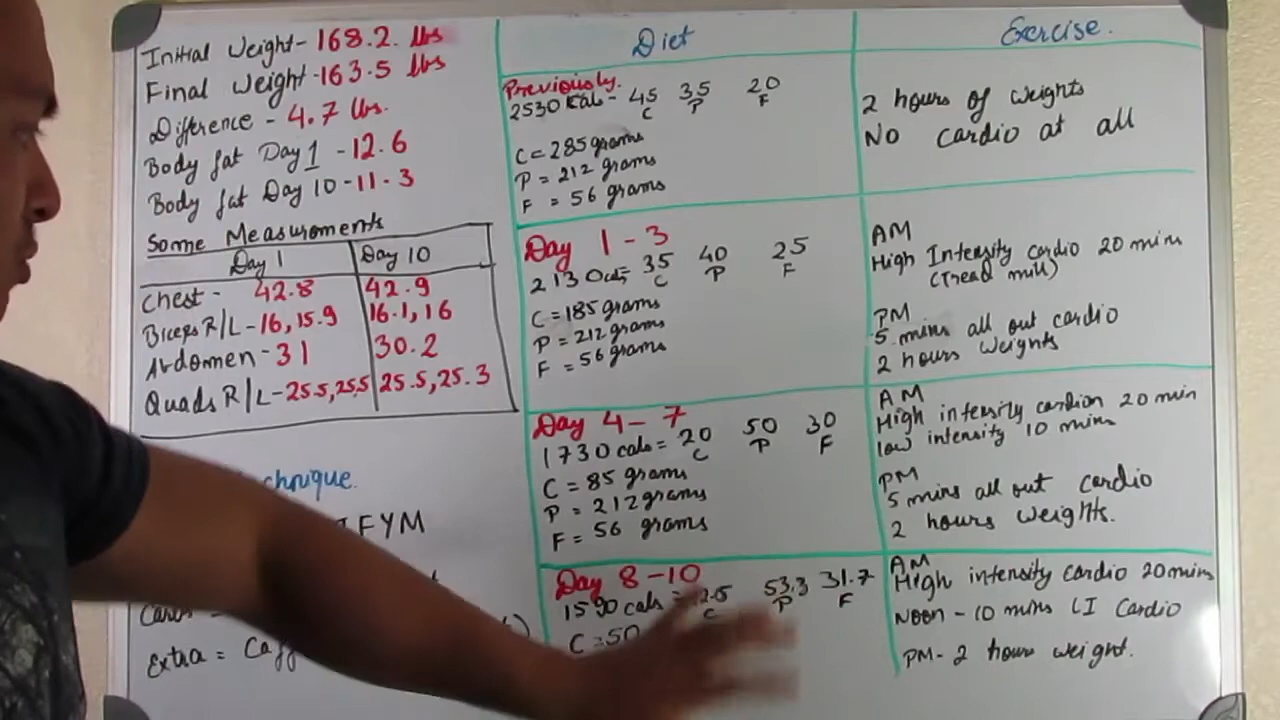 Initial Weight- 168.2 lbs
Final Weight-163.5 lbs
Difference - 4.7 lbs.
Body fat Day 1 -12.6
Body fat Day 10 -11.3
Some Measurments
Day 1 Day 10
Chest - 42.8 42.9
Biceps R/L -16, 15.9 16.1, 16
Abdomen -31 30.2
Quads R/L -25.5, 25.5 25.5, 25.3
IFYM
Extra =
Diet
Previously.
2530 Cals - 45 35 20
C P F
C = 285 grams
P = 212 grams
F = 56 grams
Day 1 - 3
2130 Cals 35 40 25
C P F
C = 185 grams
P = 212 grams
F = 56 grams
Day 4 - 7
1730 cals = 20 50 30
C P F
C = 85 grams
P = 212 grams
F = 56 grams
Day 8 -10
1590 cals 53.3 31.7
C P F
C = 50
Exercise.
2 hours of weights
No cardio at all
AM
High Intensity cardio 20 mins
(Tread mill)
PM
5 mins all out cardio
2 hours weights
AM
High intensity cardion 20 min
low intensity 10 mins
PM
5 mins all out cardio
2 hours weights.
AM
High intensity cardio 20 mins
Noon - 10 mins LI Cardio
PM- 2 hours weight.